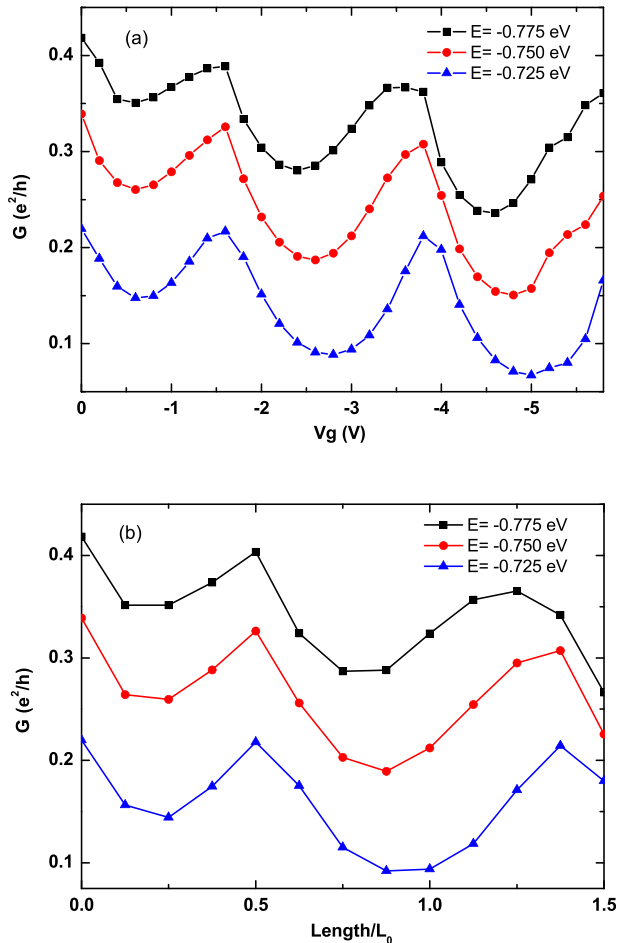 (a)
E= -0.775 eV
E= -0.750 eV
E= -0.725 eV
G (e²/h)
0.4
0.3
0.2
0.1
0 -1 -2 -3 -4 -5
Vg (V)
(b)
E= -0.775 eV
E= -0.750 eV
E= -0.725 eV
G (e²/h)
0.4
0.3
0.2
0.1
0.0 0.5 1.0 1.5
Length/L₀